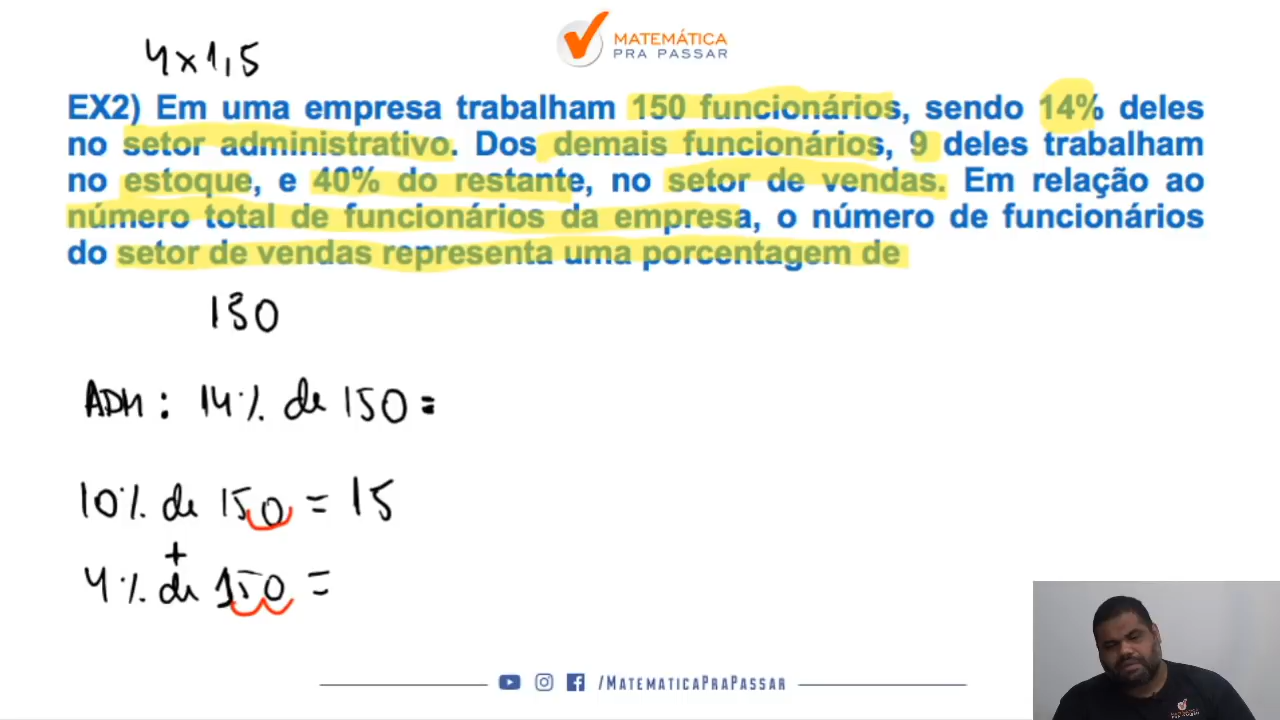 4x1,5
MATEMÁTICA
PRA PASSAR
EX2) Em uma empresa trabalham 150 funcionários, sendo 14% deles
no setor administrativo. Dos demais funcionários, 9 deles trabalham
no estoque, e 40% do restante, no setor de vendas. Em relação ao
número total de funcionários da empresa, o número de funcionários
do setor de vendas representa uma porcentagem de
150
ADM: 14% de 150=
10% de 150 = 15
+
4% de 150 =
/MATEMATICAPRAPASSAR